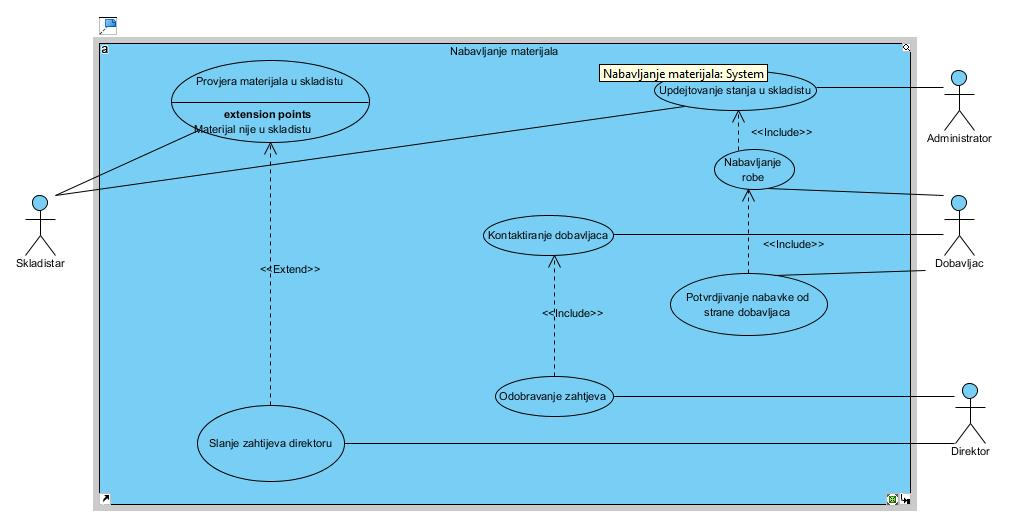 a
Nabavljanje materijala
Nabavljanje materijala: System
Provjera materijala u skladistu
extension points
Materijal nije u skladistu
Updejtovanje stanja u skladistu
<<Include>>
Administrator
Nabavljanje
robe
Skladistar
Kontaktiranje dobavljaca
<<Include>>
Dobavljac
<<Extend>>
Potvrdjivanje nabavke od
strane dobavljaca
<<Include>>
Odobravanje zahtjeva
Slanje zahtijeva direktoru
Direktor